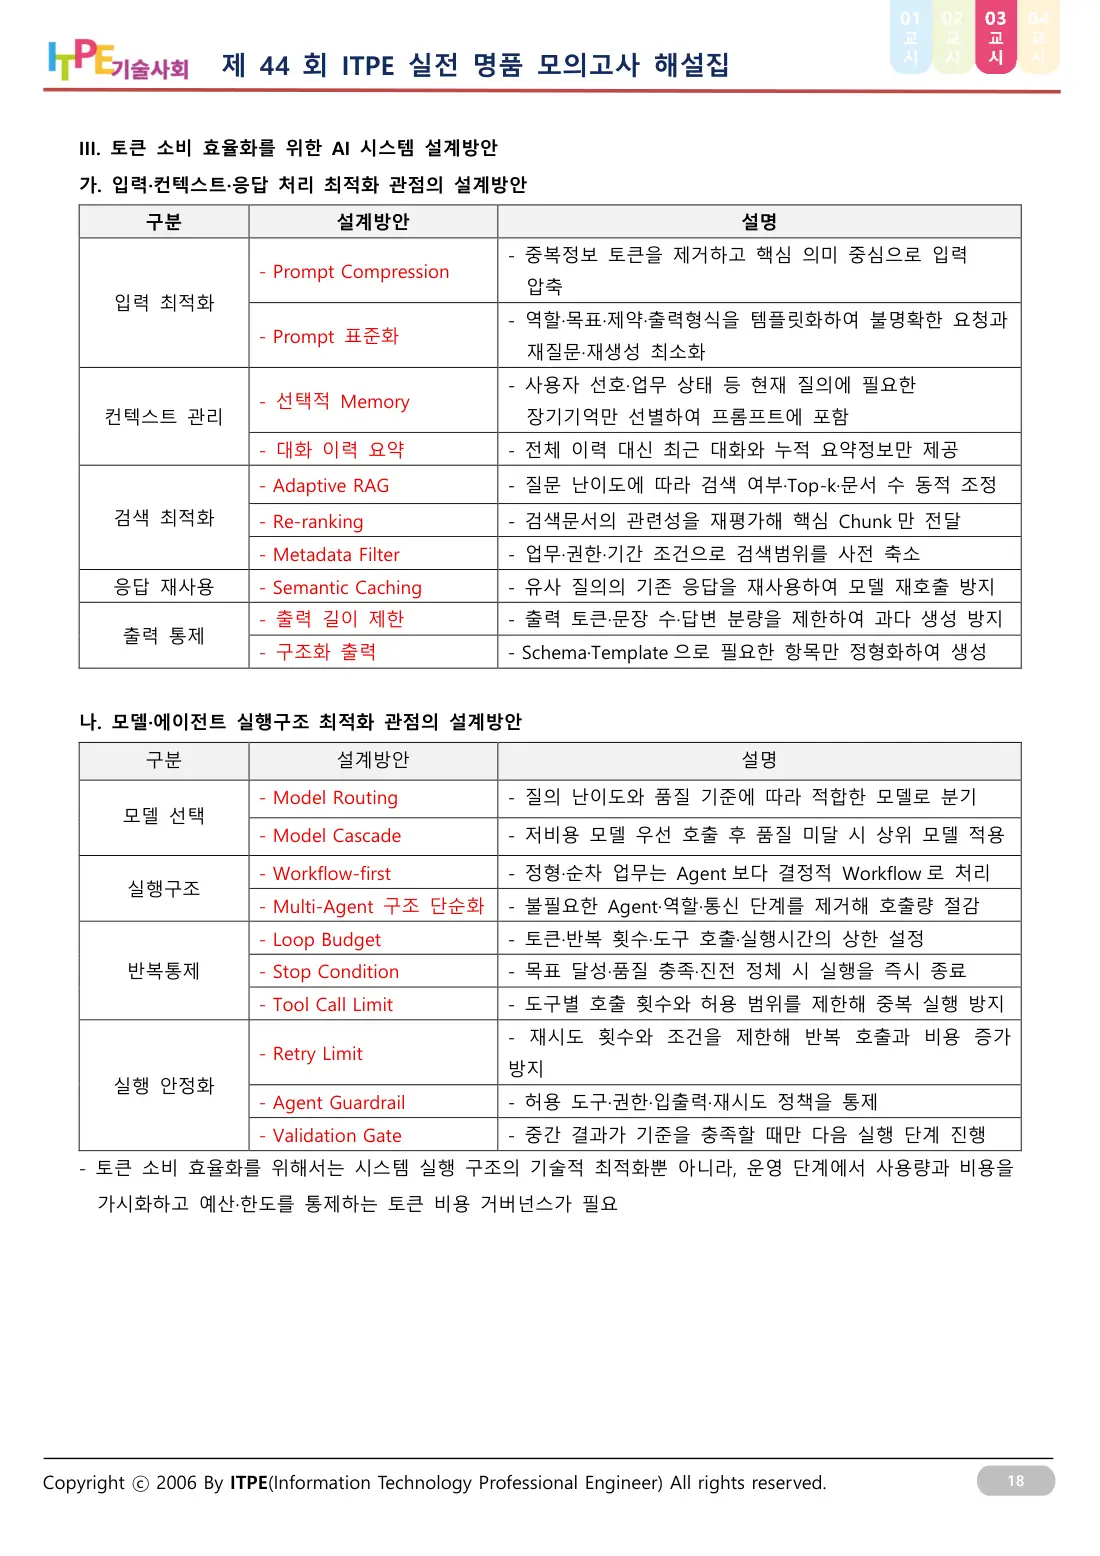 ITPE기술사회 제 44 회 ITPE 실전 명품 모의고사 해설집
01 교시 02 교시 03 교시 04 교시
III. 토큰 소비 효율화를 위한 AI 시스템 설계방안
가. 입력·컨텍스트·응답 처리 최적화 관점의 설계방안
구분 설계방안 설명
입력 최적화
- Prompt Compression
- 중복정보 토큰을 제거하고 핵심 의미 중심으로 입력
압축
- Prompt 표준화
- 역할·목표·제약·출력형식을 템플릿화하여 불명확한 요청과
재질문·재생성 최소화
컨텍스트 관리
- 선택적 Memory
- 사용자 선호·업무 상태 등 현재 질의에 필요한
장기기억만 선별하여 프롬프트에 포함
- 대화 이력 요약 - 전체 이력 대신 최근 대화와 누적 요약정보만 제공
검색 최적화
- Adaptive RAG - 질문 난이도에 따라 검색 여부·Top-k·문서 수 동적 조정
- Re-ranking - 검색문서의 관련성을 재평가해 핵심 Chunk만 전달
- Metadata Filter - 업무·권한·기간 조건으로 검색범위를 사전 축소
응답 재사용 - Semantic Caching - 유사 질의의 기존 응답을 재사용하여 모델 재호출 방지
출력 통제
- 출력 길이 제한 - 출력 토큰·문장 수·답변 분량을 제한하여 과다 생성 방지
- 구조화 출력 - Schema·Template으로 필요한 항목만 정형화하여 생성
나. 모델·에이전트 실행구조 최적화 관점의 설계방안
구분 설계방안 설명
모델 선택
- Model Routing - 질의 난이도와 품질 기준에 따라 적합한 모델로 분기
- Model Cascade - 저비용 모델 우선 호출 후 품질 미달 시 상위 모델 적용
실행구조
- Workflow-first - 정형·순차 업무는 Agent보다 결정적 Workflow로 처리
- Multi-Agent 구조 단순화 - 불필요한 Agent·역할·통신 단계를 제거해 호출량 절감
반복통제
- Loop Budget - 토큰·반복 횟수·도구 호출·실행시간의 상한 설정
- Stop Condition - 목표 달성·품질 충족·진전 정체 시 실행을 즉시 종료
- Tool Call Limit - 도구별 호출 횟수와 허용 범위를 제한해 중복 실행 방지
실행 안정화
- Retry Limit
- 재시도 횟수와 조건을 제한해 반복 호출과 비용 증가
방지
- Agent Guardrail - 허용 도구·권한·입출력·재시도 정책을 통제
- Validation Gate - 중간 결과가 기준을 충족할 때만 다음 실행 단계 진행
- 토큰 소비 효율화를 위해서는 시스템 실행 구조의 기술적 최적화뿐 아니라, 운영 단계에서 사용량과 비용을
가시화하고 예산·한도를 통제하는 토큰 비용 거버넌스가 필요
Copyright ⓒ 2006 By ITPE(Information Technology Professional Engineer) All rights reserved. 18